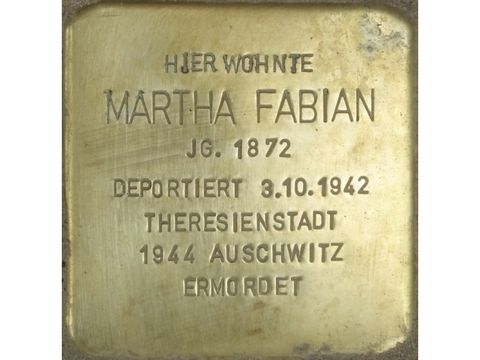 HIER WOHNTE
MARTHA FABIAN
JG. 1872
DEPORTIERT 3.10.1942
THERESIENSTADT
1944 AUSCHWITZ
ERMORDET